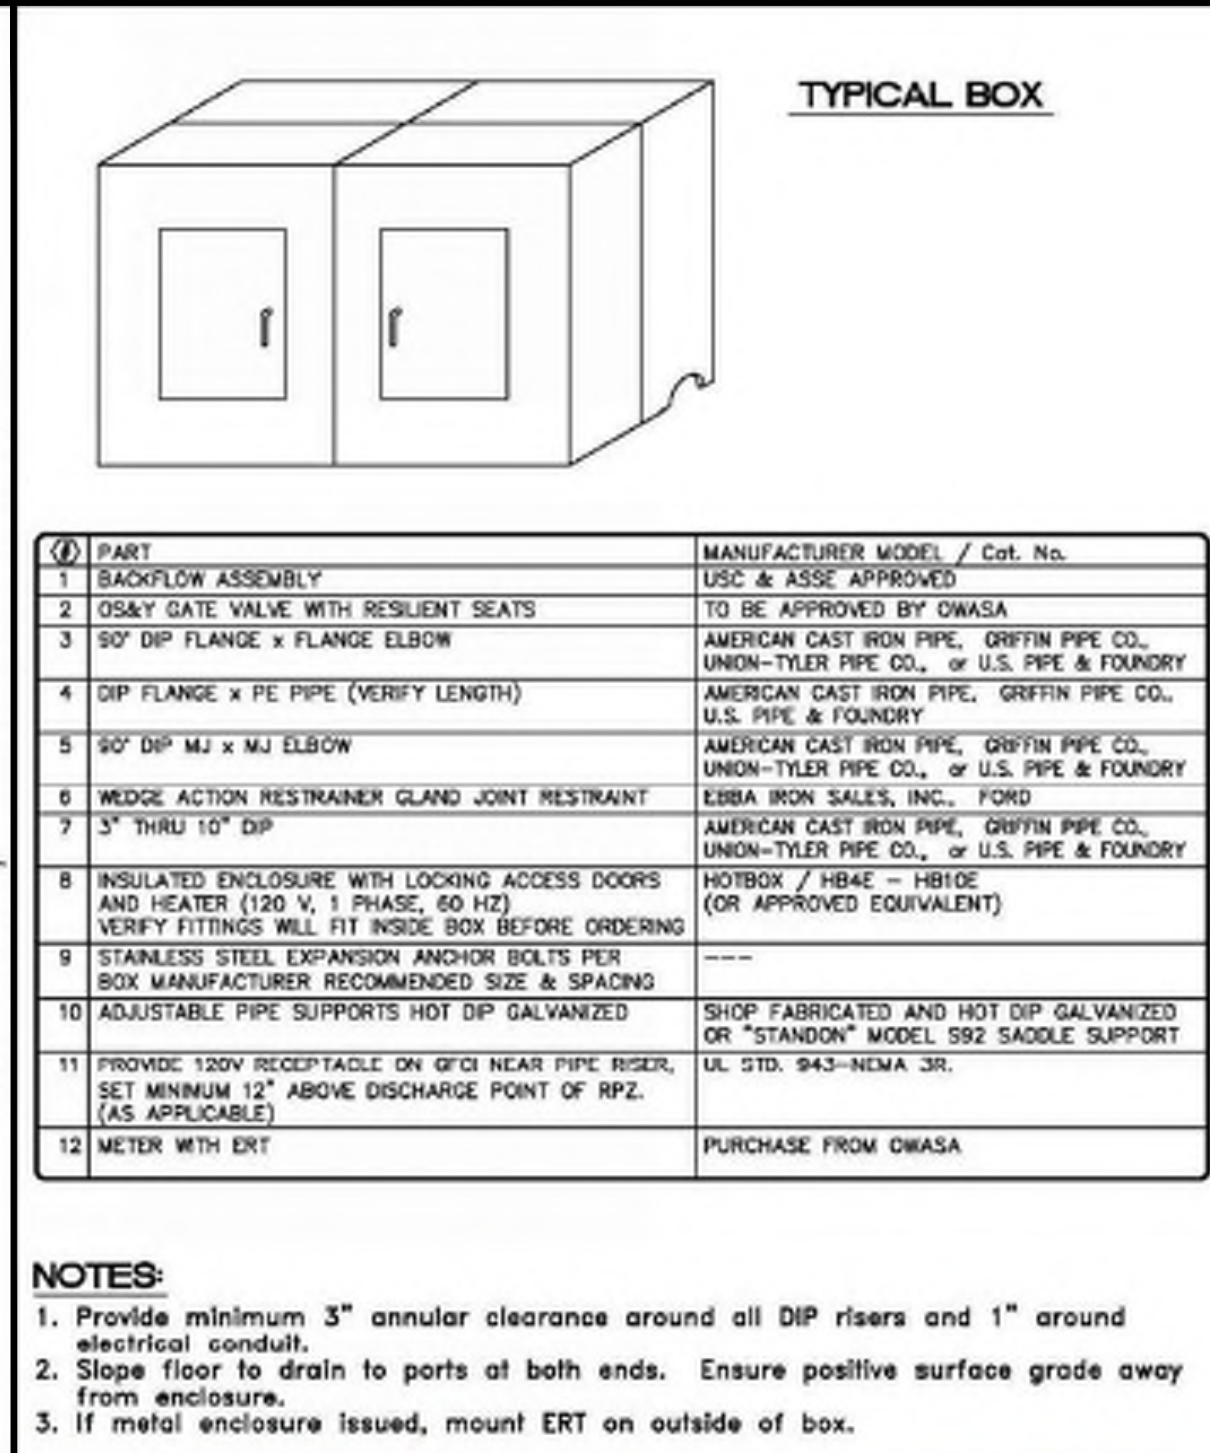 TYPICAL BOX
# PART MANUFACTURER MODEL / Cat. No.
1 BACKFLOW ASSEMBLY USC & ASSE APPROVED
2 OS&Y GATE VALVE WITH RESILIENT SEATS TO BE APPROVED BY OWASA
3 90° DIP FLANGE x FLANGE ELBOW AMERICAN CAST IRON PIPE, GRIFFIN PIPE CO.,
UNION-TYLER PIPE CO., or U.S. PIPE & FOUNDRY
4 DIP FLANGE x PE PIPE (VERIFY LENGTH) AMERICAN CAST IRON PIPE, GRIFFIN PIPE CO.,
U.S. PIPE & FOUNDRY
5 90° DIP MJ x MJ ELBOW AMERICAN CAST IRON PIPE, GRIFFIN PIPE CO.,
UNION-TYLER PIPE CO., or U.S. PIPE & FOUNDRY
6 WEDGE ACTION RESTRAINER GLAND JOINT RESTRAINT EBBA IRON SALES, INC., FORD
7 3" THRU 10" DIP AMERICAN CAST IRON PIPE, GRIFFIN PIPE CO.,
UNION-TYLER PIPE CO., or U.S. PIPE & FOUNDRY
8 INSULATED ENCLOSURE WITH LOCKING ACCESS DOORS HOTBOX / HB4E - HB10E
AND HEATER (120 V, 1 PHASE, 60 HZ) (OR APPROVED EQUIVALENT)
VERIFY FITTINGS WILL FIT INSIDE BOX BEFORE ORDERING
9 STAINLESS STEEL EXPANSION ANCHOR BOLTS PER ---
BOX MANUFACTURER RECOMMENDED SIZE & SPACING
10 ADJUSTABLE PIPE SUPPORTS HOT DIP GALVANIZED SHOP FABRICATED AND HOT DIP GALVANIZED
OR "STANDON" MODEL S92 SADDLE SUPPORT
11 PROVIDE 120V RECEPTACLE ON GFCI NEAR PIPE RISER, UL STD. 943-NEMA 3R.
SET MINIMUM 12" ABOVE DISCHARGE POINT OF RPZ.
(AS APPLICABLE)
12 METER WITH ERT PURCHASE FROM OWASA
NOTES:
1. Provide minimum 3" annular clearance around all DIP risers and 1" around
electrical conduit.
2. Slope floor to drain to ports at both ends. Ensure positive surface grade away
from enclosure.
3. If metal enclosure issued, mount ERT on outside of box.